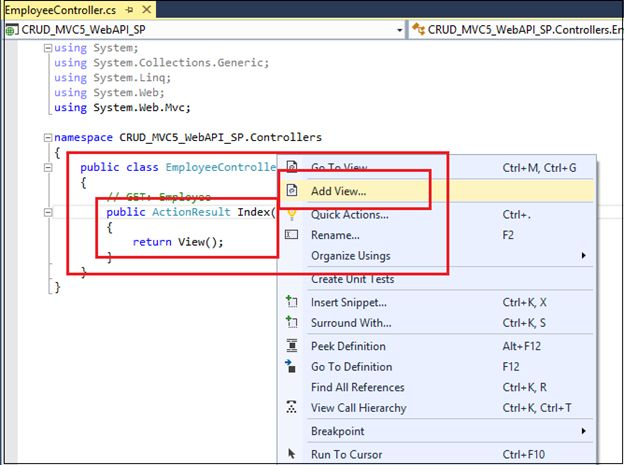 EmployeeController.cs
CRUD_MVC5_WebAPI_SP
CRUD_MVC5_WebAPI_SP.Controllers.En
using System;
using System.Collections.Generic;
using System.Linq;
using System.Web;
using System.Web.Mvc;
namespace CRUD_MVC5_WebAPI_SP.Controllers
{
public class EmployeeControlle
{
// GET: Employee
public ActionResult Index(
{
return View();
}
}
}
Go To View Ctrl+M, Ctrl+G
Add View...
Quick Actions... Ctrl+.
Rename... F2
Organize Usings
Create Unit Tests
Insert Snippet... Ctrl+K, X
Surround With... Ctrl+K, S
Peek Definition Alt+F12
Go To Definition F12
Find All References Ctrl+K, R
View Call Hierarchy Ctrl+K, Ctrl+T
Breakpoint
Run To Cursor Ctrl+F10